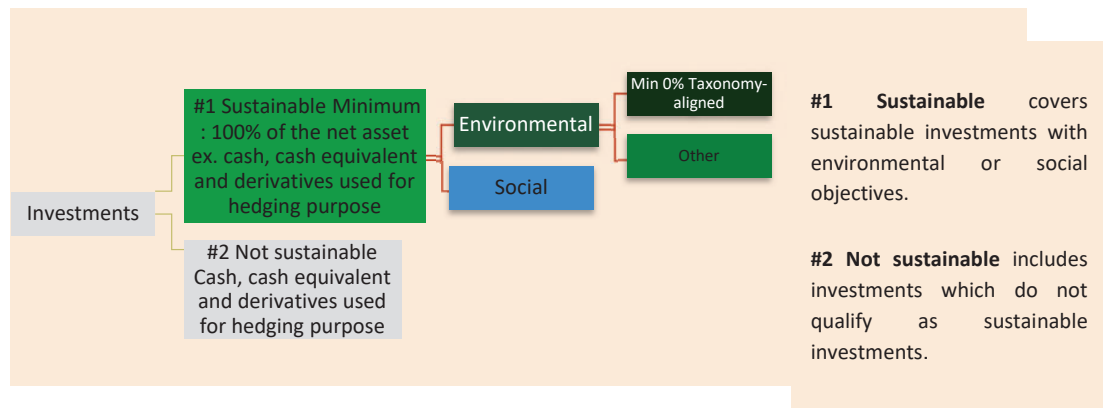 Investments
#1 Sustainable Minimum
: 100% of the net asset
ex. cash, cash equivalent
and derivatives used for
hedging purpose
#2 Not sustainable
Cash, cash equivalent
and derivatives used
for hedging purpose
Environmental
Social
Min 0% Taxonomy-
aligned
Other
#1 Sustainable covers
sustainable investments with
environmental or social
objectives.
#2 Not sustainable includes
investments which do not
qualify as sustainable
investments.